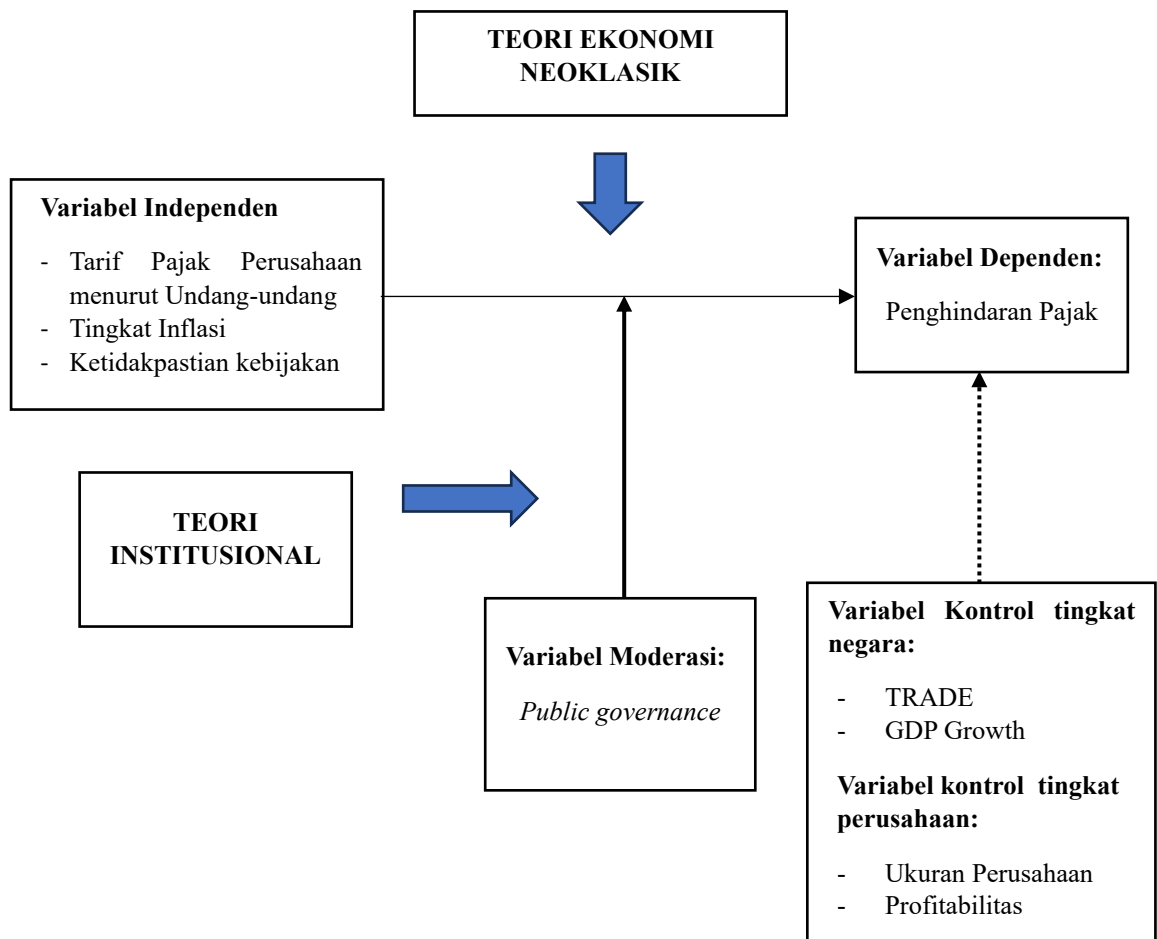 TEORI EKONOMI
NEOKLASIK
Variabel Independen
- Tarif Pajak Perusahaan
menurut Undang-undang
- Tingkat Inflasi
- Ketidakpastian kebijakan
Variabel Dependen:
Penghindaran Pajak
TEORI
INSTITUSIONAL
Variabel Moderasi:
Public governance
Variabel Kontrol tingkat
negara:
- TRADE
- GDP Growth
Variabel kontrol tingkat
perusahaan:
- Ukuran Perusahaan
- Profitabilitas